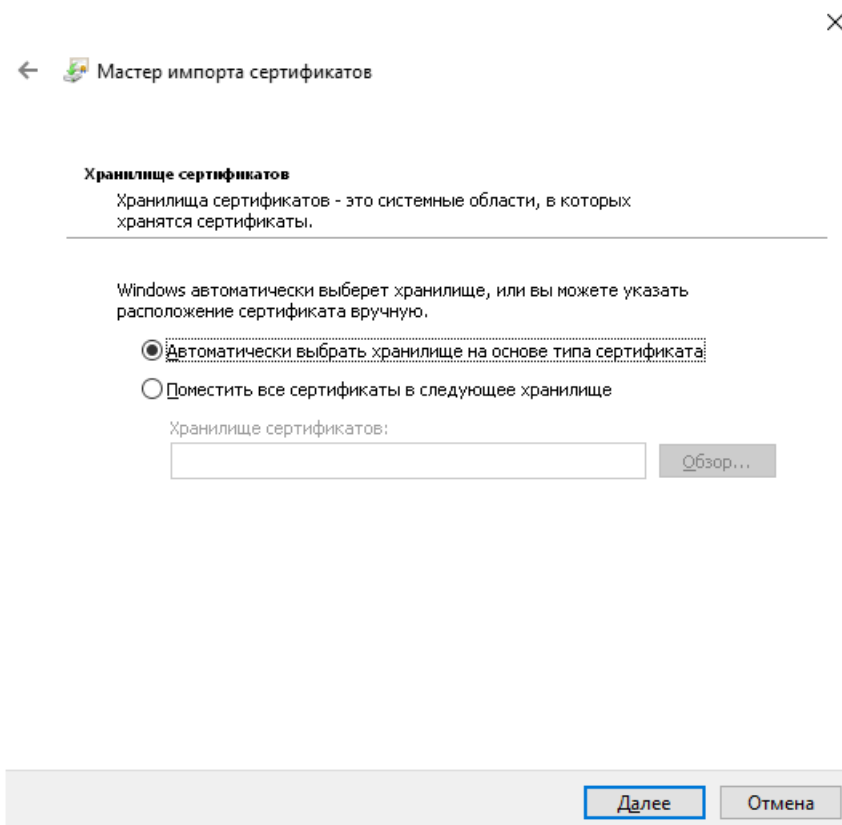 Мастер импорта сертификатов
Хранилище сертификатов
Хранилища сертификатов - это системные области, в которых
хранятся сертификаты.
Windows автоматически выберет хранилище, или вы можете указать
расположение сертификата вручную.
Автоматически выбрать хранилище на основе типа сертификата
Поместить все сертификаты в следующее хранилище
Хранилище сертификатов:
Обзор...
Далее
Отмена